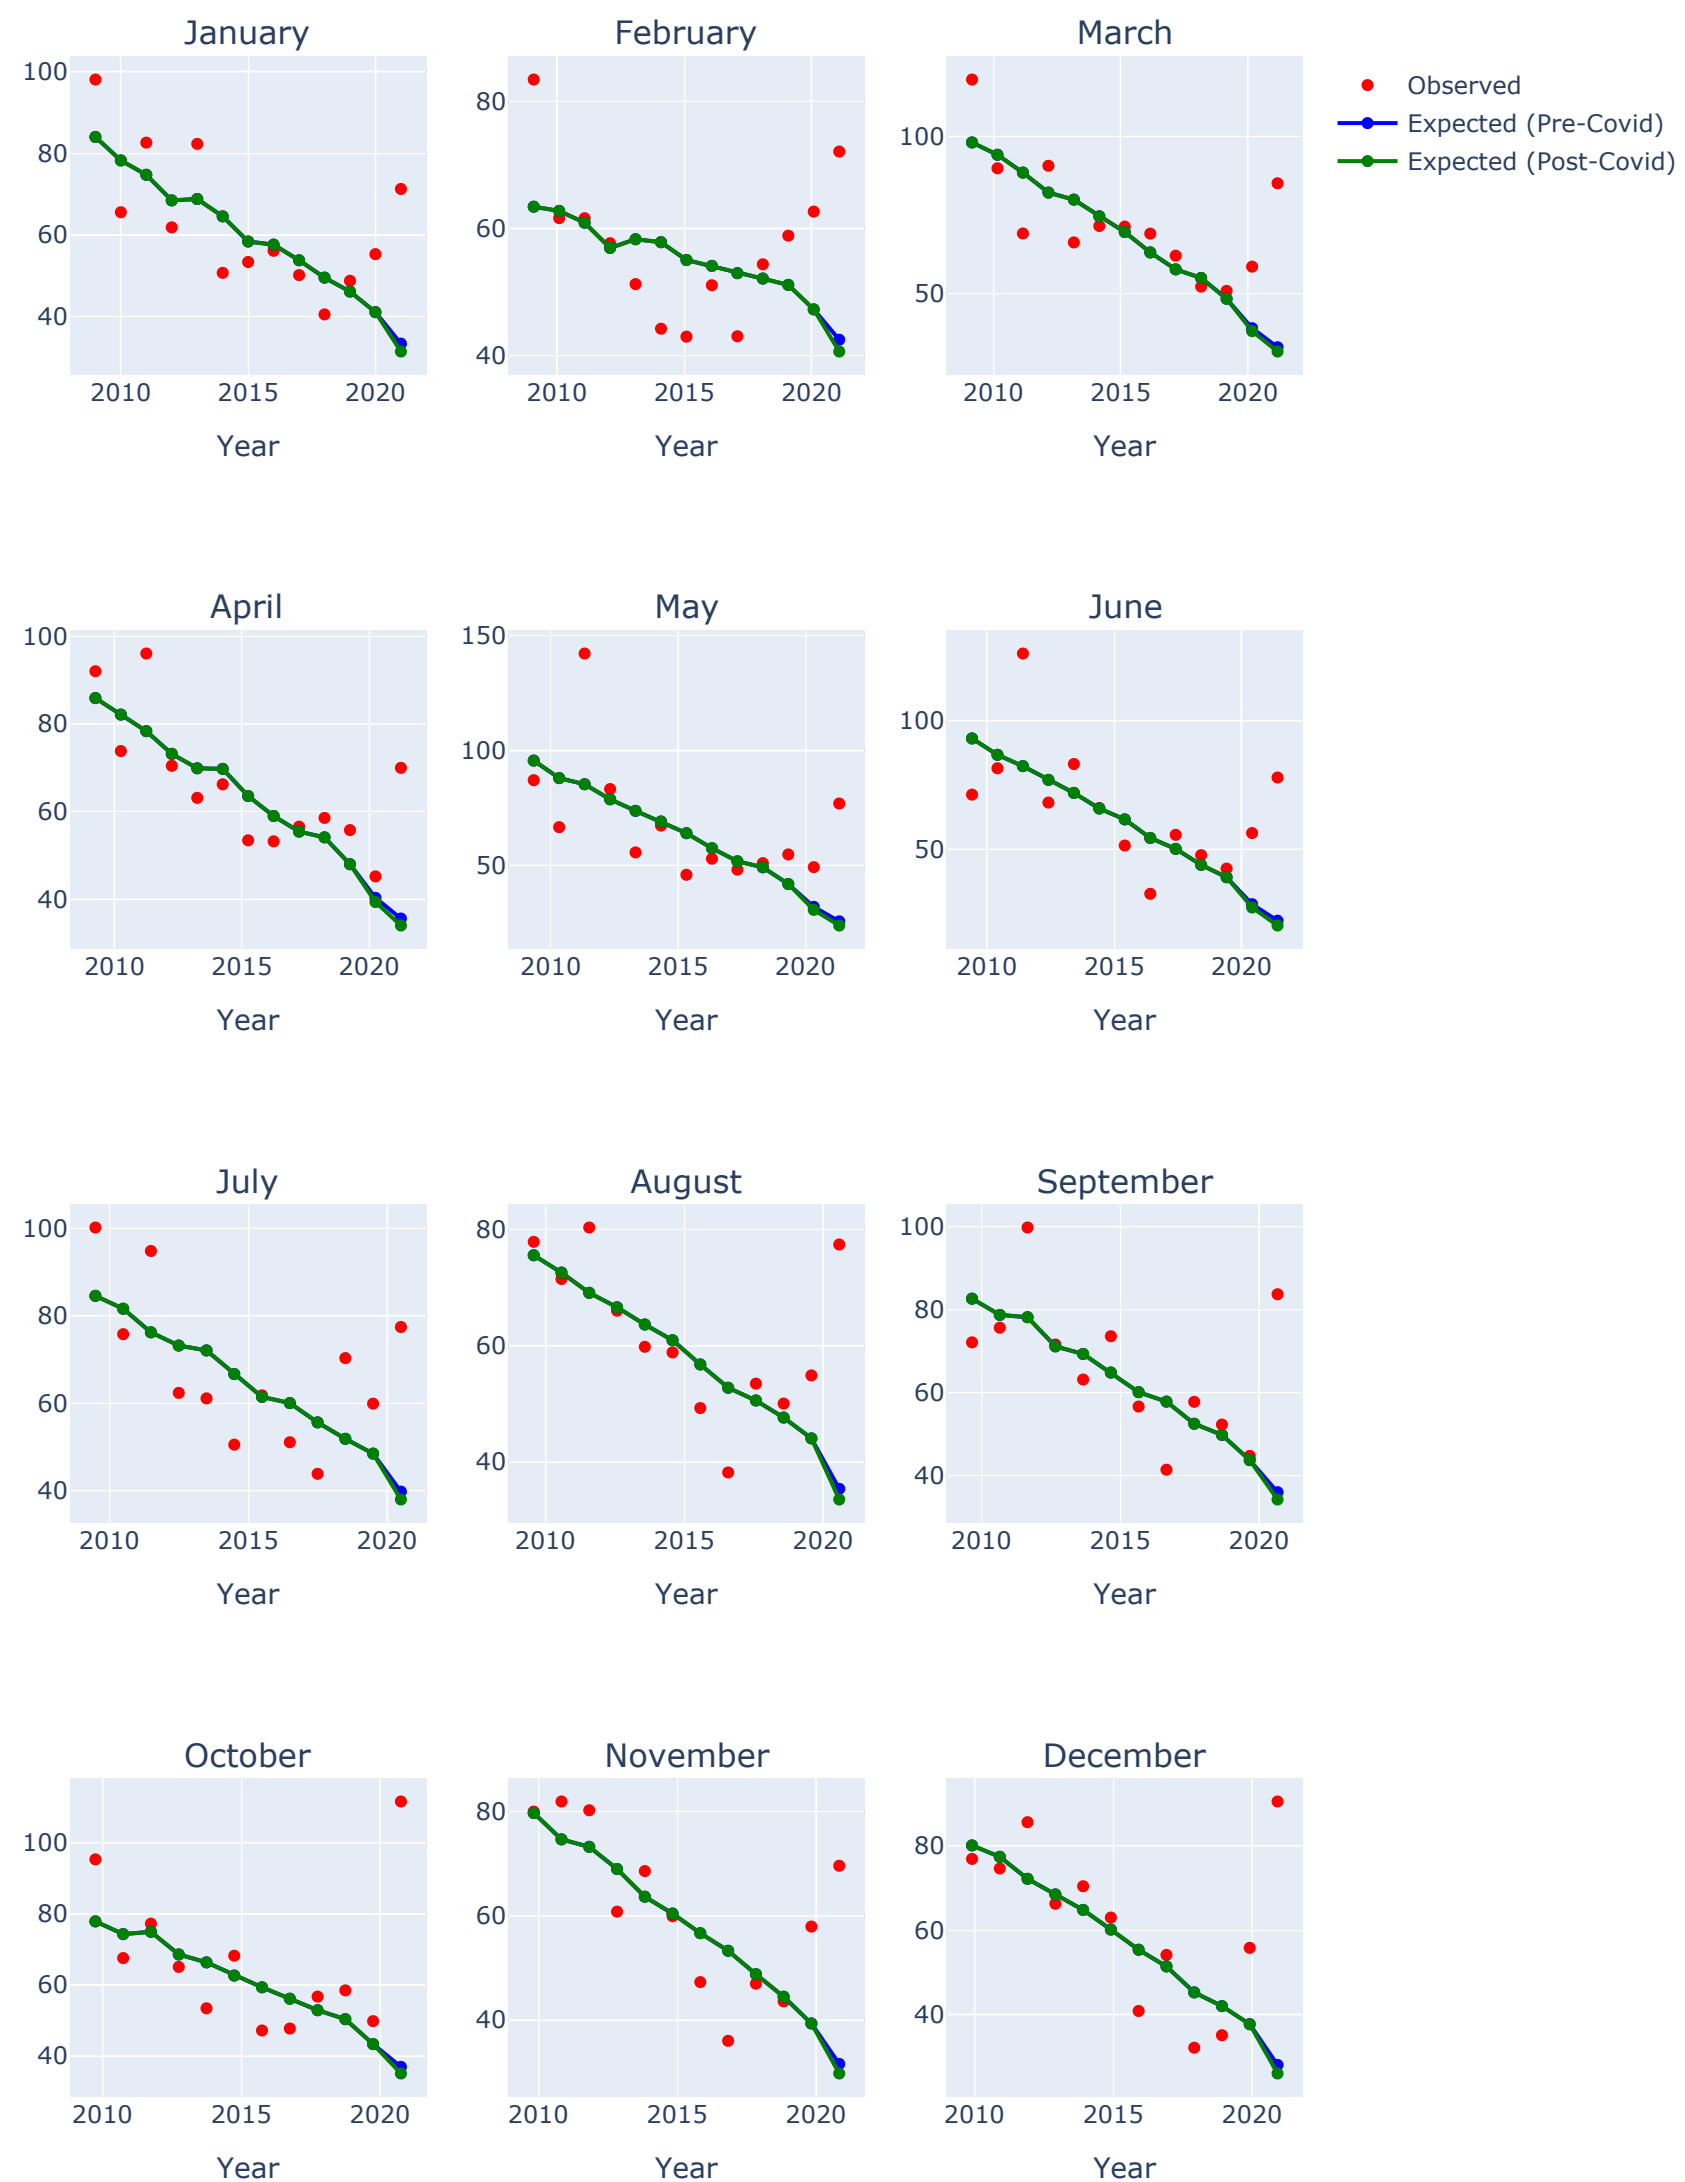 January February March
100
80
60
40
2010 2015 2020
Year
80
60
40
2010 2015 2020
Year
100
50
2010 2015 2020
Year
Observed
Expected (Pre-Covid)
Expected (Post-Covid)
April May June
100
80
60
40
2010 2015 2020
Year
150
100
50
2010 2015 2020
Year
100
50
2010 2015 2020
Year
July August September
100
80
60
40
2010 2015 2020
Year
80
60
40
2010 2015 2020
Year
100
80
60
40
2010 2015 2020
Year
October November December
100
80
60
40
2010 2015 2020
Year
80
60
40
2010 2015 2020
Year
80
60
40
2010 2015 2020
Year